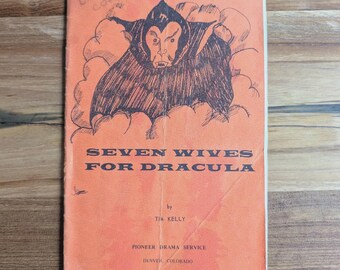 SEVEN WIVES
FOR DRACULA
by
TIM KELLY
PIONEER DRAMA SERVICE
DENVER, COLORADO